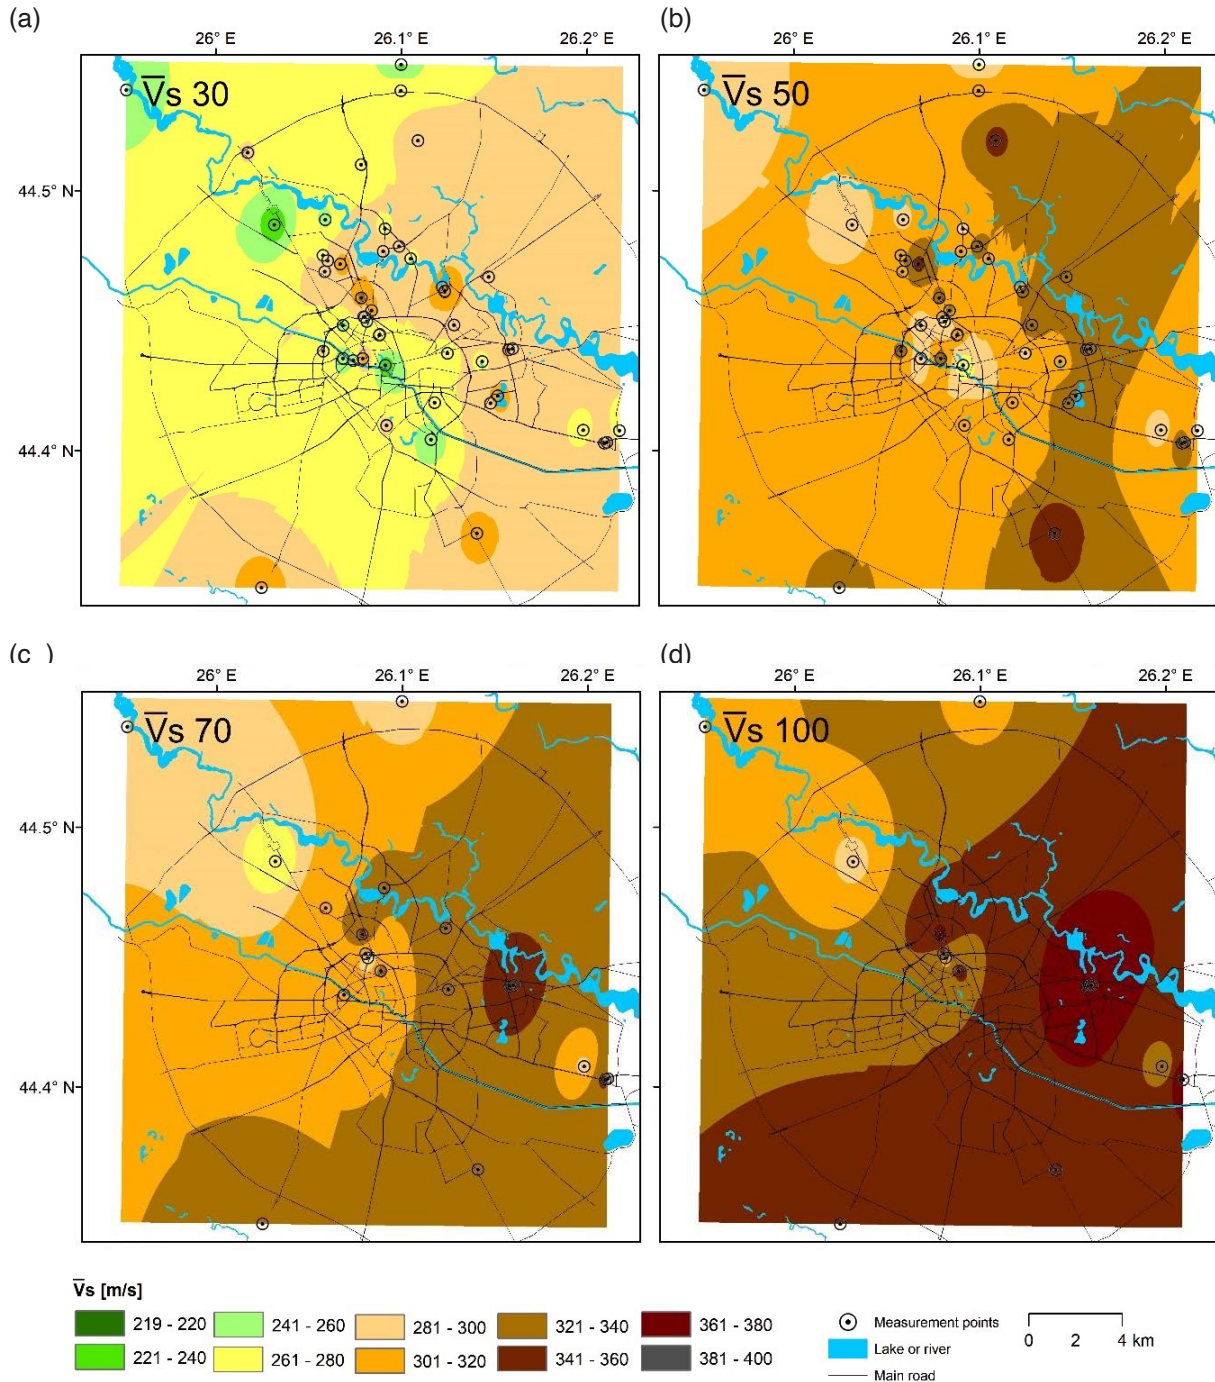 (a)
(b)
26° E
26.1° E
26.2° E
26° E
26.1° E
26.2° E
V̅s 30
V̅s 50
44.5° N
44.4° N
(c )
(d)
26° E
26.1° E
26.2° E
26° E
26.1° E
26.2° E
V̅s 70
V̅s 100
44.5° N
44.4° N
V̅s [m/s]
219 - 220
241 - 260
281 - 300
321 - 340
361 - 380
221 - 240
261 - 280
301 - 320
341 - 360
381 - 400
Measurement points
Lake or river
Main road
0 2 4 km